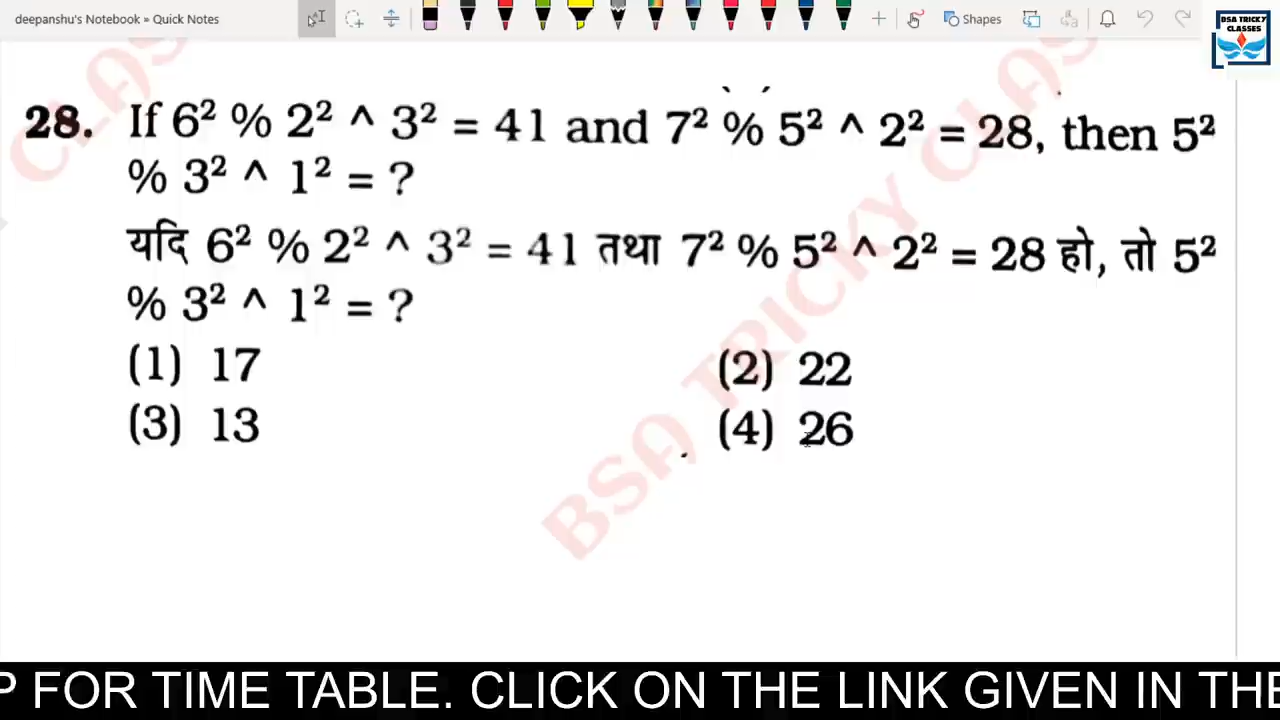 deepanshu's Notebook » Quick Notes
Shapes
BSA TRICKY
CLASSES
28. If 6² % 2² ^ 3² = 41 and 7² % 5² ^ 2² = 28, then 5²
% 3² ^ 1² = ?
यदि 6² % 2² ^ 3² = 41 तथा 7² % 5² ^ 2² = 28 हो, तो 5²
% 3² ^ 1² = ?
(1) 17 (2) 22
(3) 13 (4) 26
BSA TRICKY CLAS
CLAS
P FOR TIME TABLE. CLICK ON THE LINK GIVEN IN THE